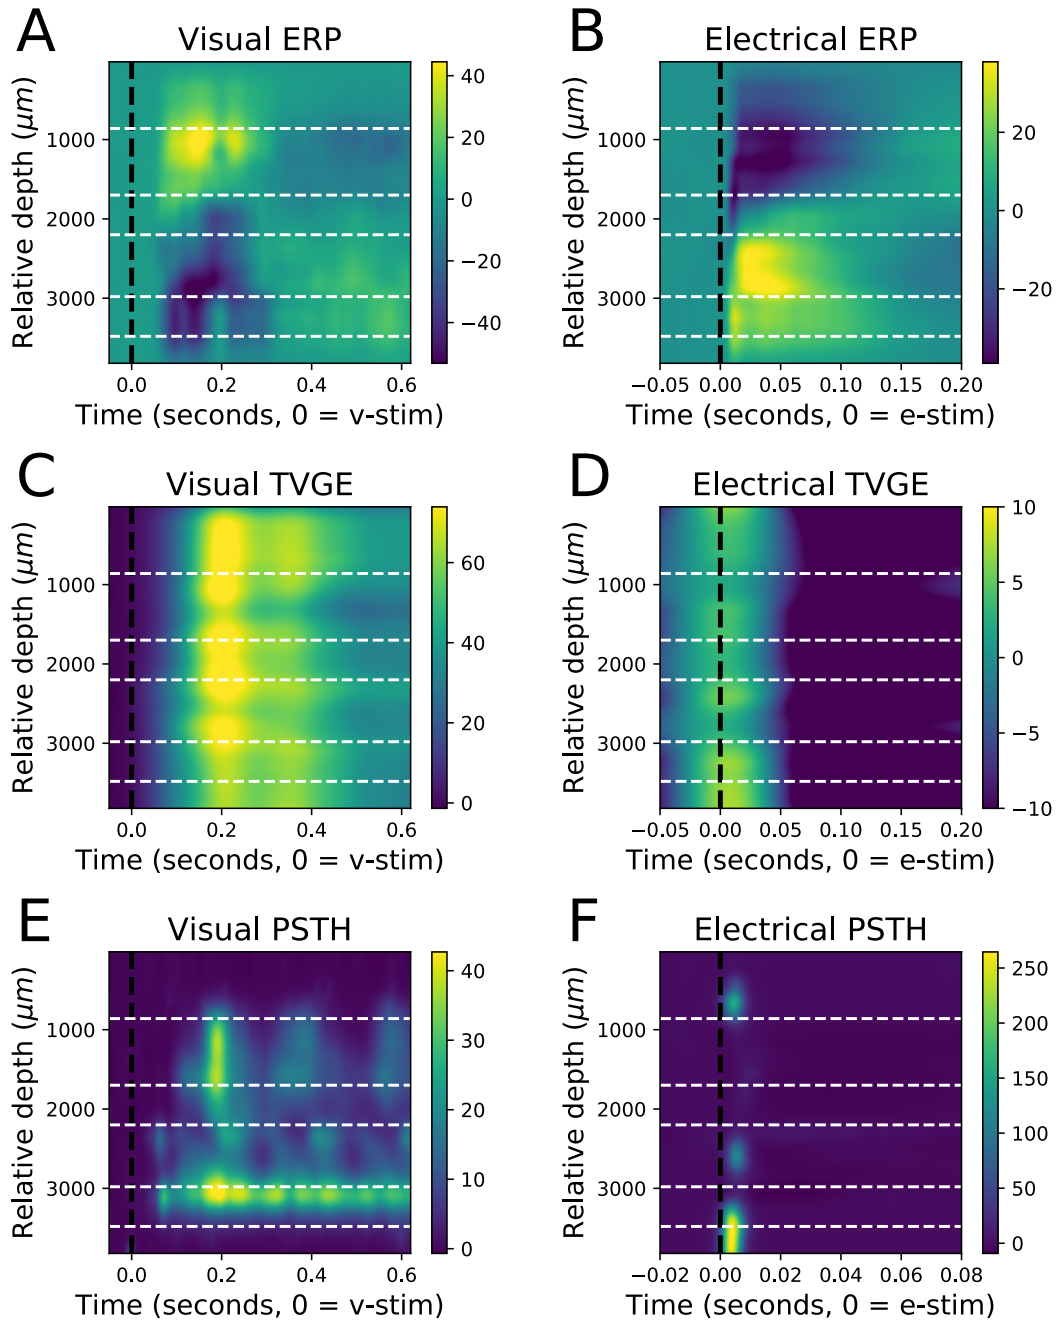 A
Visual ERP
Relative depth (μm)
1000
2000
3000
0.0 0.2 0.4 0.6
Time (seconds, 0 = v-stim)
40
20
0
−20
−40
B
Electrical ERP
Relative depth (μm)
1000
2000
3000
−0.05 0.00 0.05 0.10 0.15 0.20
Time (seconds, 0 = e-stim)
20
0
−20
C
Visual TVGE
Relative depth (μm)
1000
2000
3000
0.0 0.2 0.4 0.6
Time (seconds, 0 = v-stim)
60
40
20
0
D
Electrical TVGE
Relative depth (μm)
1000
2000
3000
−0.05 0.00 0.05 0.10 0.15 0.20
Time (seconds, 0 = e-stim)
10
5
0
−5
−10
E
Visual PSTH
Relative depth (μm)
1000
2000
3000
0.0 0.2 0.4 0.6
Time (seconds, 0 = v-stim)
40
30
20
10
0
F
Electrical PSTH
Relative depth (μm)
1000
2000
3000
−0.02 0.00 0.02 0.04 0.06 0.08
Time (seconds, 0 = e-stim)
250
200
150
100
50
0